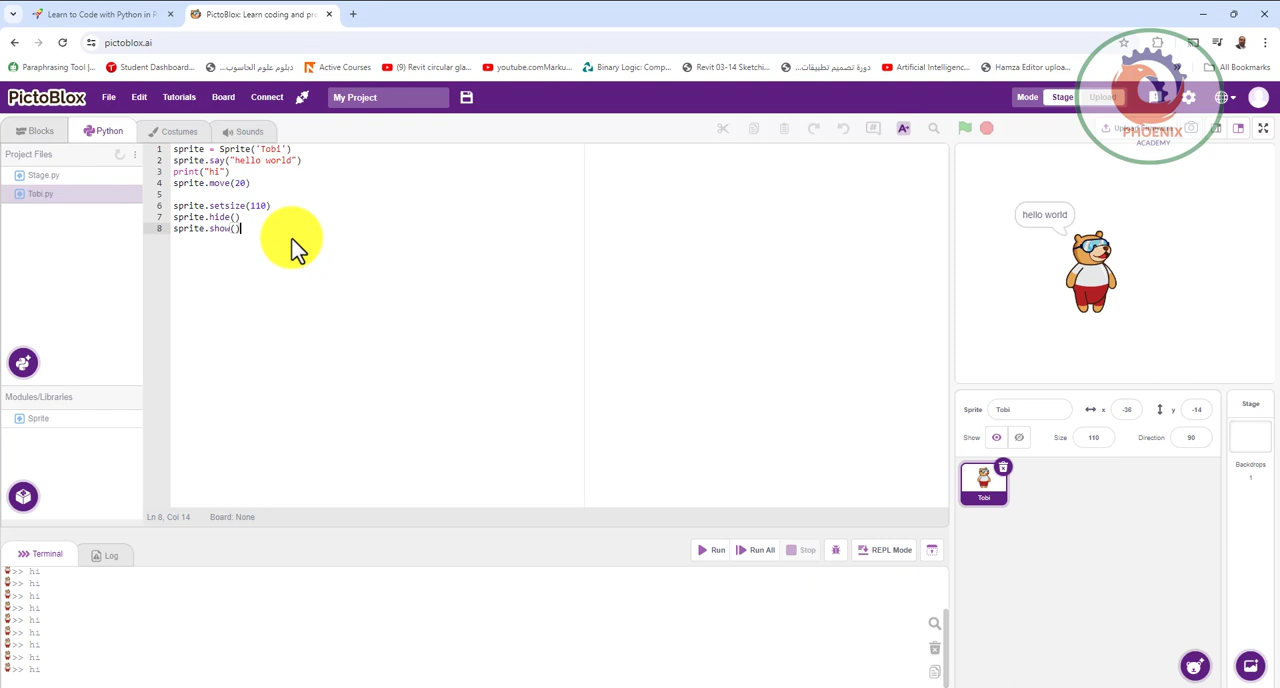 Learn to Code with Python in P
PictoBlox: Learn coding and pro
pictoblox.ai
Paraphrasing Tool |...
Student Dashboard...
دبلوم علوم الحاسوب...
Active Courses
(9) Revit cedar gla...
youtube.comMarku...
Binary Logic: Comp...
Revit 03-14 Sketchi...
دورة تصميم تطبيقات...
Artificial Intelligenc...
Hamza Editor uploa...
All Bookmarks
PictoBlox
File
Edit
Tutorials
Board
Connect
My Project
Mode
Stage
Upload
PHOENIX
ACADEMY
Blocks
Python
Costumes
Sounds
Project Files
Stage.py
Tobi.py
1 sprite = Sprite('Tobi')
2 sprite.say("hello world")
3 print("hi")
4 sprite.move(20)
5
6 sprite.setsize(110)
7 sprite.hide()
8 sprite.show()
hello world
Modules/Libraries
Sprite
Sprite Tobi x -36 y -14
Show Size 110 Direction 90
Tobi
Stage
Backdrops
1
Ln 8, Col 14 Board: None
Terminal
Log
Run
Run All
Stop
REPL Mode
>> hi
>> hi
>> hi
>> hi
>> hi
>> hi
>> hi
>> hi
>> hi